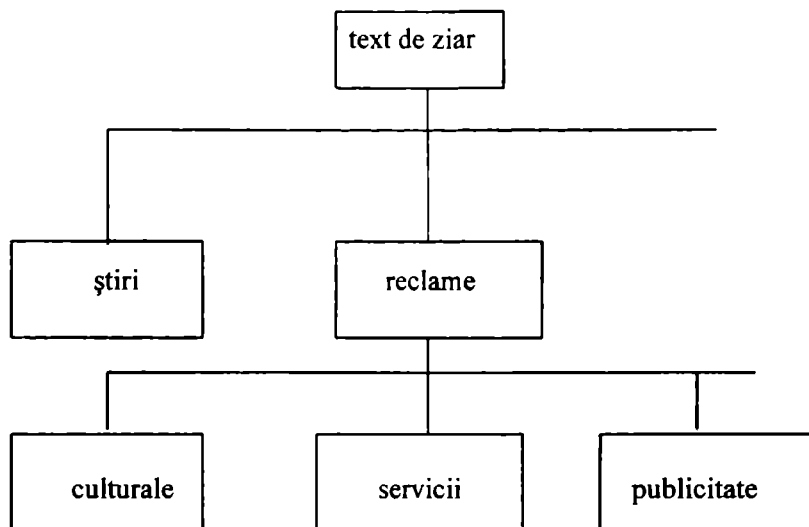 text de ziar
ştiri
reclame
culturale
servicii
publicitate